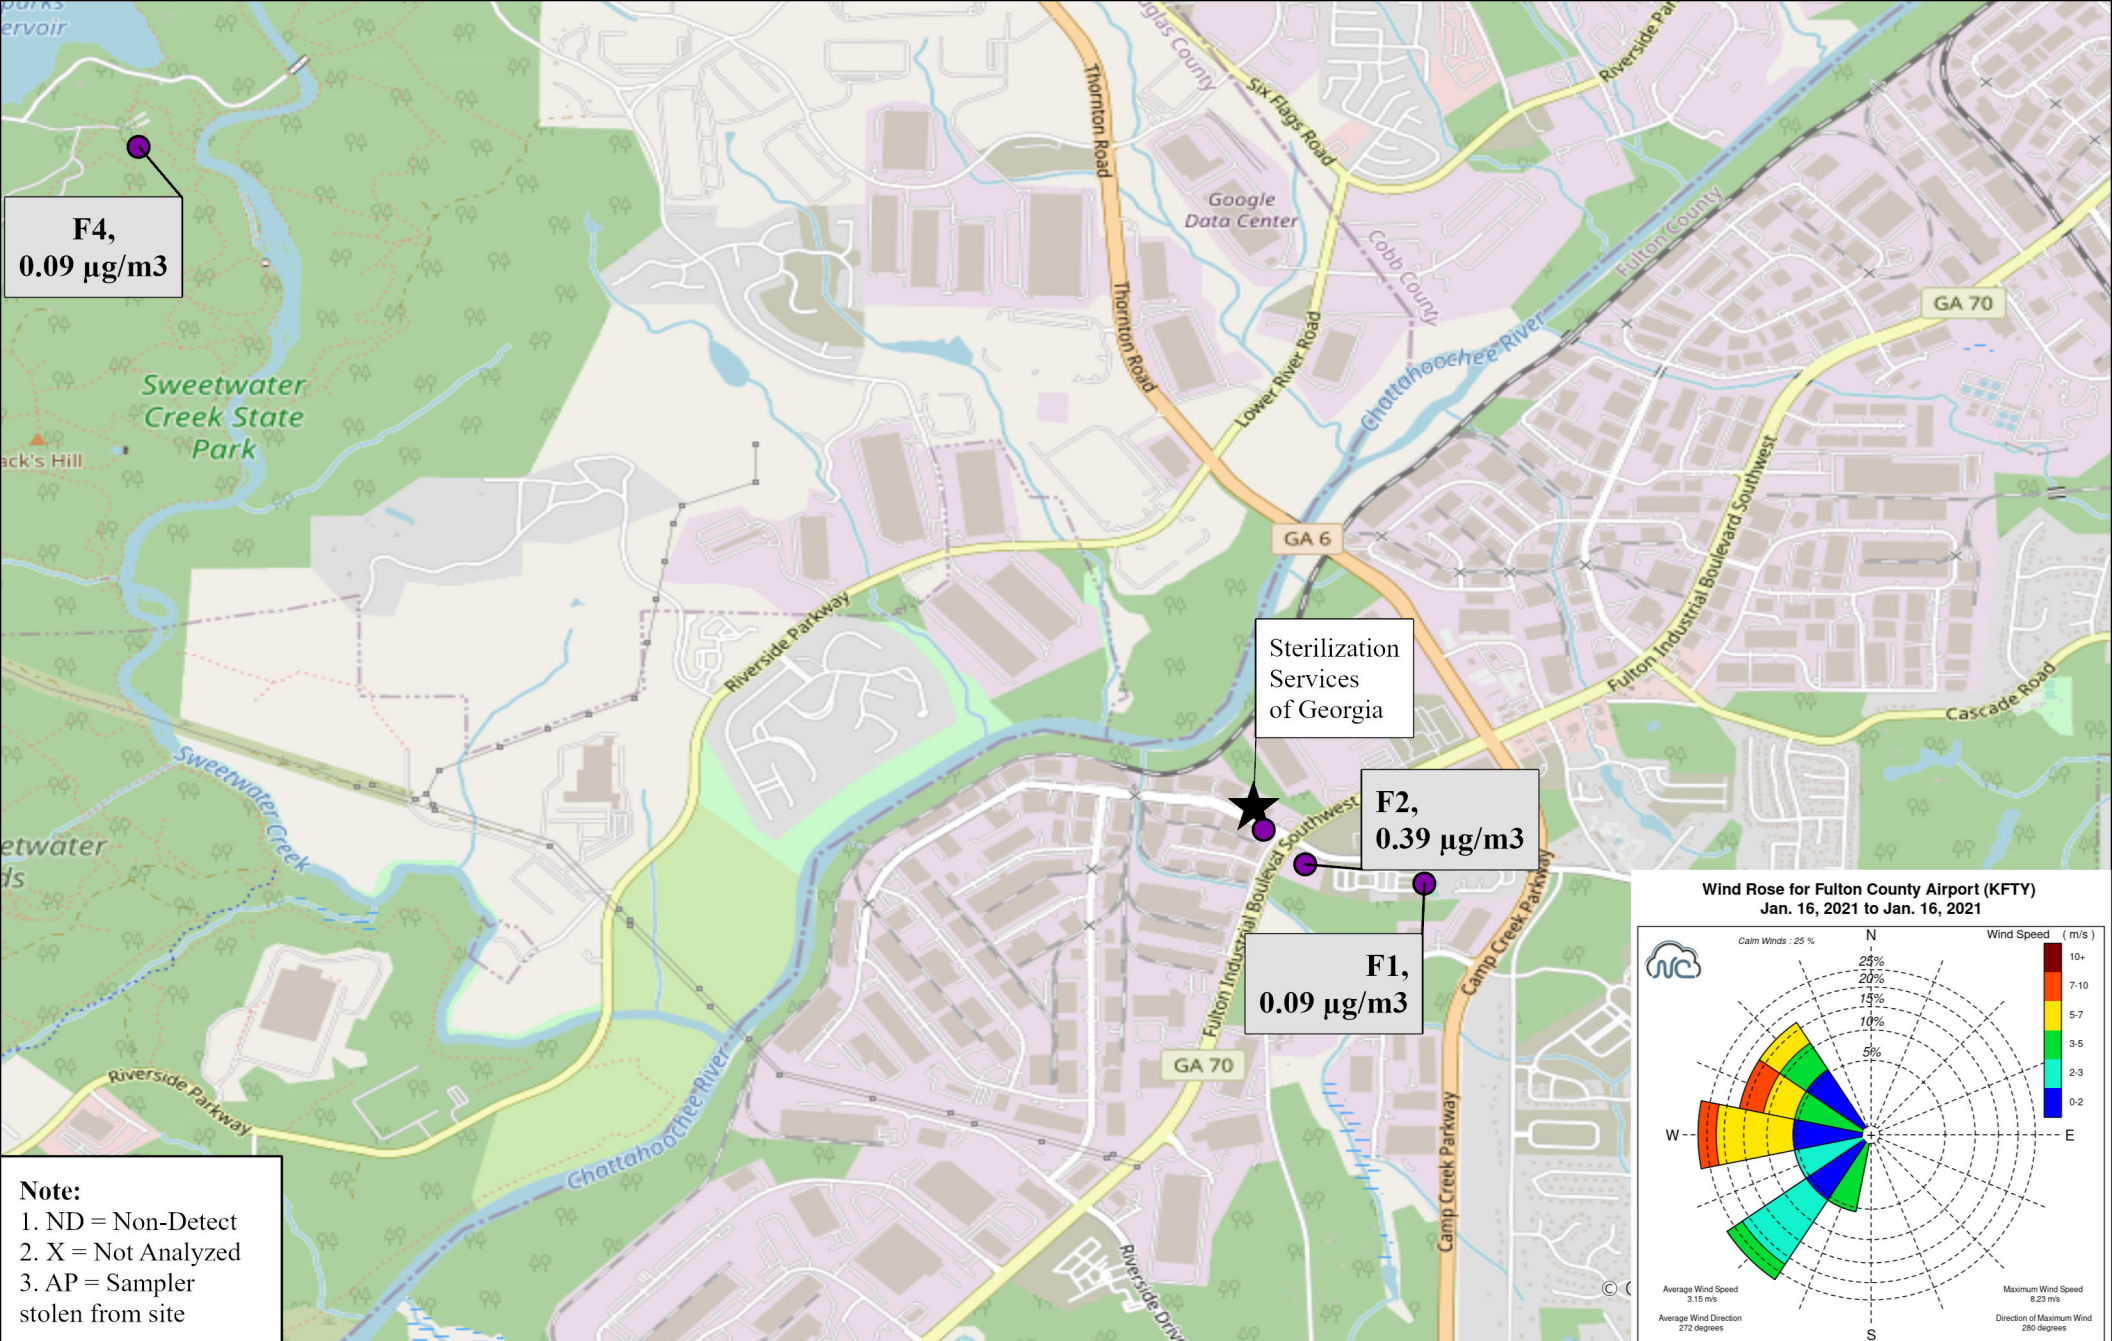 parks
ervoir
F4,
0.09 µg/m3
Sweetwater
Creek State
Park
ack's Hill
Thornton Road
Thornton Road
Thornton Road
uglas County
Six Flags Road
Riverside Par
Google
Data Center
Cobb County
Fulton County
Lower River Road
Chattahoochee River
GA 70
GA 6
Fulton Industrial Boulevard Southwest
Cascade Road
Riverside Parkway
Sterilization
Services
of Georgia
Sweetwater Creek
etwater
ds
F2,
0.39 µg/m3
Fulton Industrial Boulevard Southwest
F1,
0.09 µg/m3
Camp Creek Parkway
GA 70
Riverside Parkway
Chattahoochee River
Camp Creek Parkway
Riverside Drive
Note:
1. ND = Non-Detect
2. X = Not Analyzed
3. AP = Sampler
stolen from site
Wind Rose for Fulton County Airport (KFTY)
Jan. 16, 2021 to Jan. 16, 2021
NC
Calm Winds : 25 %
N
Wind Speed ( m/s )
25%
20%
15%
10%
5%
10+
7-10
5-7
3-5
2-3
0-2
W
E
S
Average Wind Speed
3.15 m/s
Average Wind Direction
272 degrees
Maximum Wind Speed
8.23 m/s
Direction of Maximum Wind
280 degrees
©